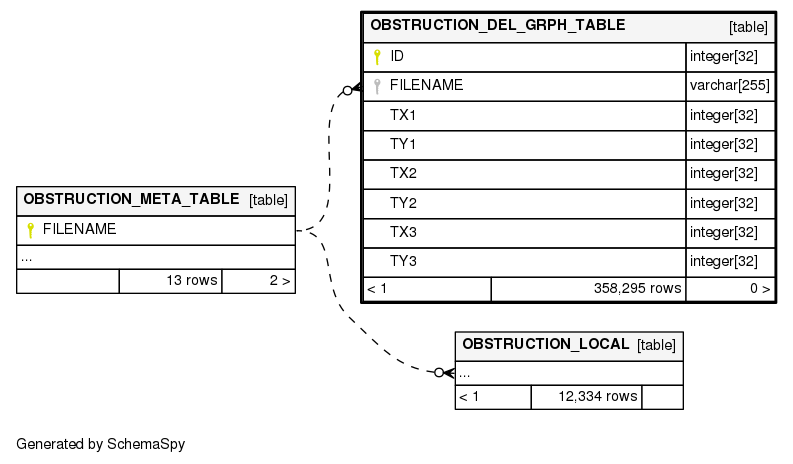 OBSTRUCTION_DEL_GRPH_TABLE [table]
ID integer[32]
FILENAME varchar[255]
TX1 integer[32]
TY1 integer[32]
TX2 integer[32]
TY2 integer[32]
TX3 integer[32]
TY3 integer[32]
< 1 358,295 rows 0 >
OBSTRUCTION_META_TABLE [table]
FILENAME
...
13 rows 2 >
OBSTRUCTION_LOCAL [table]
...
< 1 12,334 rows
Generated by SchemaSpy